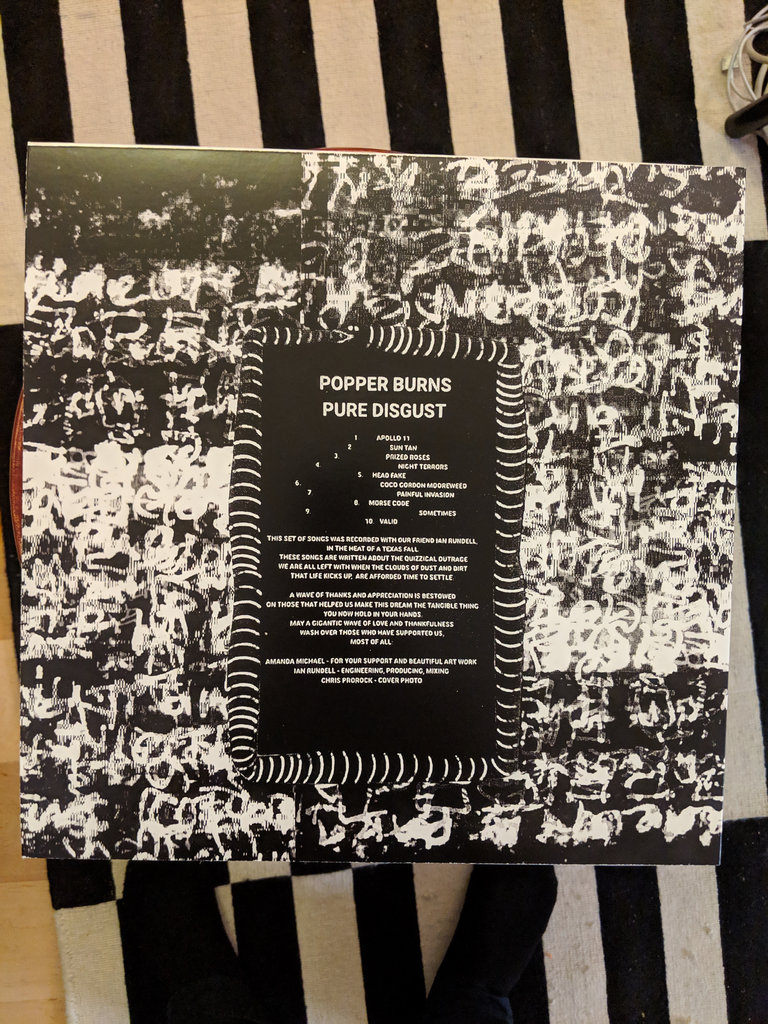 POPPER BURNS
PURE DISGUST
1 APOLLO 11
2 SUN TAN
3. PRIZED ROSES
4. NIGHT TERRORS
5. HEAD FAKE
6. COCO GORDON MOOREWEED
7 PAINFUL INVASION
8. MORSE CODE
9. SOMETIMES
10. VALID
THIS SET OF SONGS WAS RECORDED WITH OUR FRIEND IAN RUNDELL,
IN THE HEAT OF A TEXAS FALL.
THESE SONGS ARE WRITTEN ABOUT THE QUIZZICAL OUTRAGE
WE ARE ALL LEFT WITH WHEN THE CLOUDS OF DUST AND DIRT
THAT LIFE KICKS UP, ARE AFFORDED TIME TO SETTLE.
A WAVE OF THANKS AND APPRECIATION IS BESTOWED
ON THOSE THAT HELPED US MAKE THIS DREAM THE TANGIBLE THING
YOU NOW HOLD IN YOUR HANDS.
MAY A GIGANTIC WAVE OF LOVE AND THANKFULNESS
WASH OVER THOSE WHO HAVE SUPPORTED US,
MOST OF ALL.
AMANDA MICHAEL - FOR YOUR SUPPORT AND BEAUTIFUL ART WORK
IAN RUNDELL - ENGINEERING, PRODUCING, MIXING
CHRIS PROROCK - COVER PHOTO